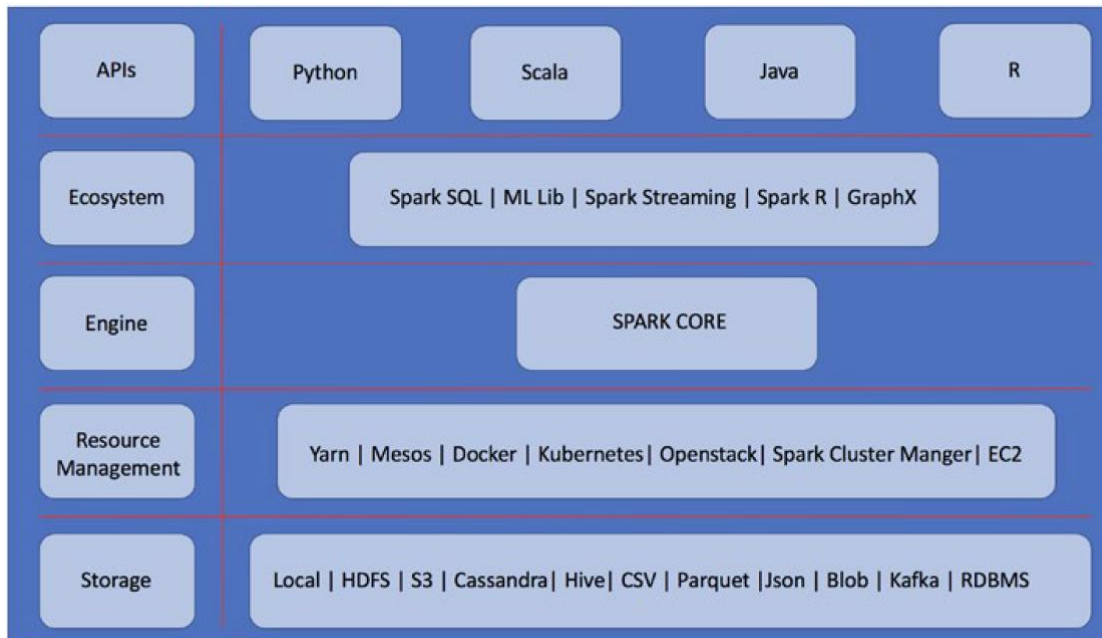 APIs
Python
Scala
Java
R
Ecosystem
Spark SQL | ML Lib | Spark Streaming | Spark R | GraphX
Engine
SPARK CORE
Resource
Management
Yarn | Mesos | Docker | Kubernetes| Openstack| Spark Cluster Manger| EC2
Storage
Local | HDFS | S3 | Cassandra| Hive| CSV | Parquet |Json | Blob | Kafka | RDBMS